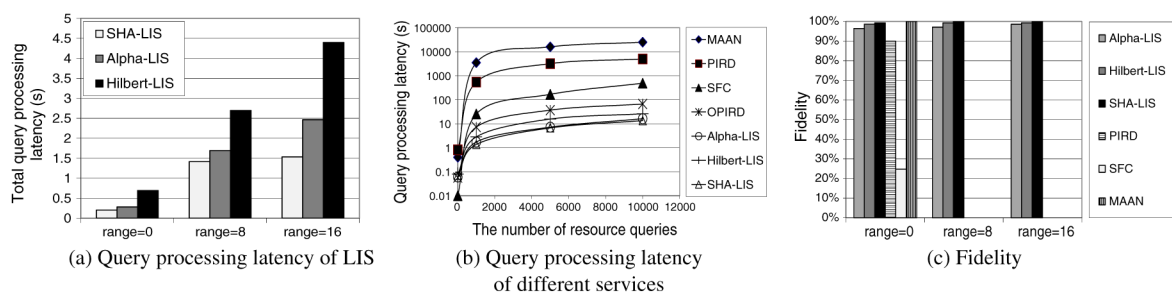 5
4.5
4
3.5
3
2.5
2
1.5
1
0.5
0
Total query processing
latency (s)
SHA-LIS
Alpha-LIS
Hilbert-LIS
range=0
range=8
range=16
(a) Query processing latency of LIS
100000
10000
1000
100
10
1
0.1
0.01
Query processing latency (s)
0
2000
4000
6000
8000
10000
12000
The number of resource queries
MAAN
PIRD
SFC
OPIRD
Alpha-LIS
Hilbert-LIS
SHA-LIS
(b) Query processing latency
of different services
100%
90%
80%
70%
60%
50%
40%
30%
20%
10%
0%
Fidelity
range=0
range=8
range=16
Alpha-LIS
Hilbert-LIS
SHA-LIS
PIRD
SFC
MAAN
(c) Fidelity